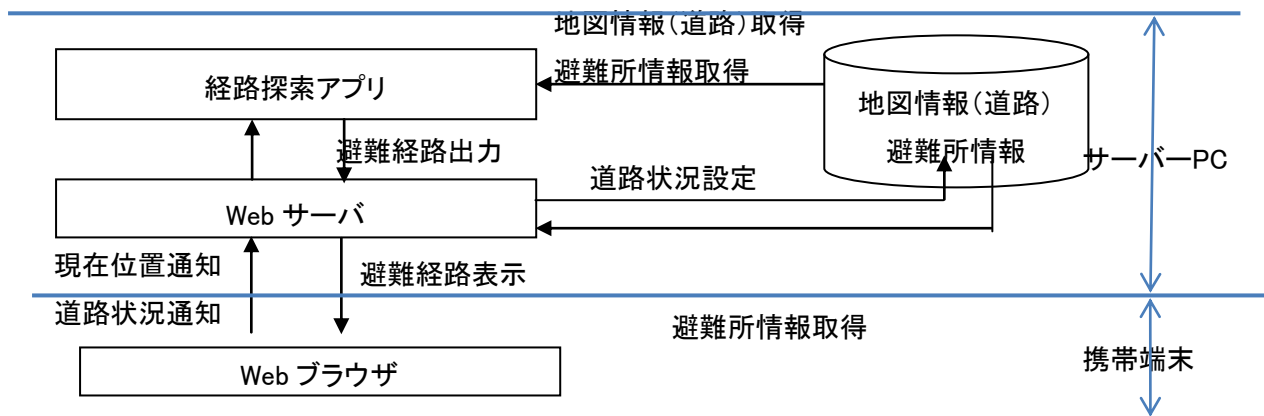 地図情報(道路)取得
避難所情報取得
経路探索アプリ
地図情報(道路)
避難所情報
サーバーPC
避難経路出力
道路状況設定
Web サーバ
現在位置通知
避難経路表示
道路状況通知
避難所情報取得
Web ブラウザ
携帯端末